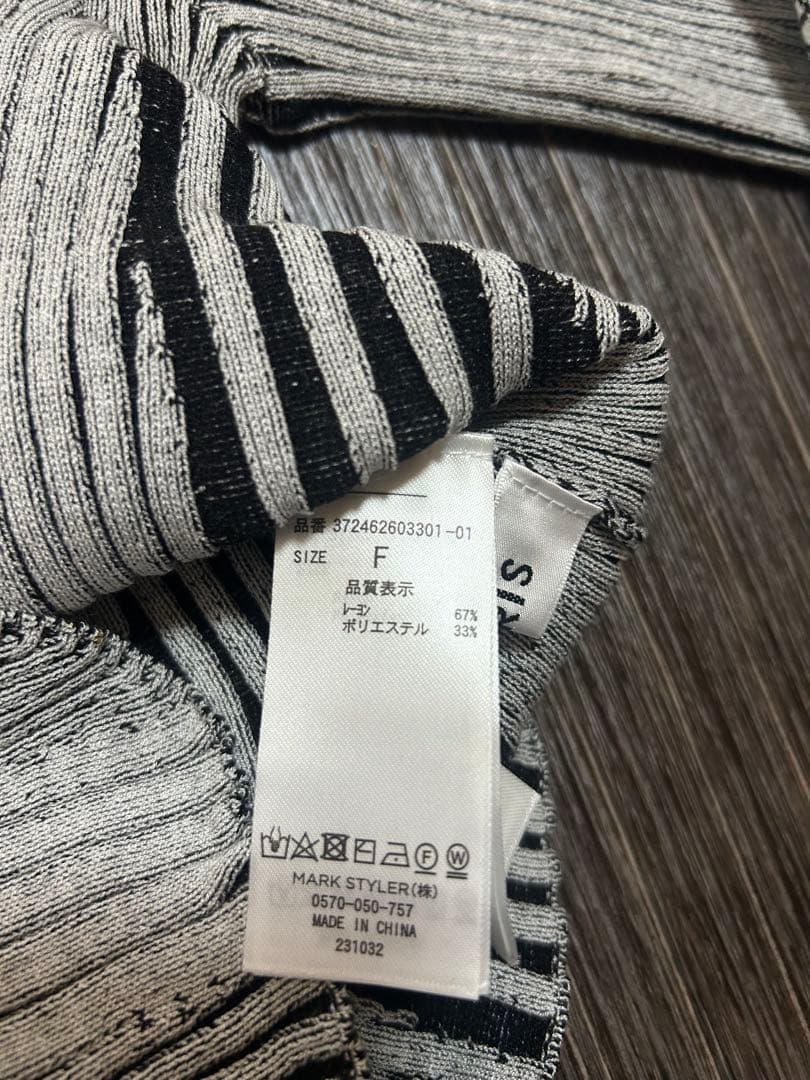 品番 372462603301-01
SIZE F
品質表示
レーヨン 67%
ポリエステル 33%
F W
MARK STYLER(株)
0570-050-757
MADE IN CHINA
231032
RIS